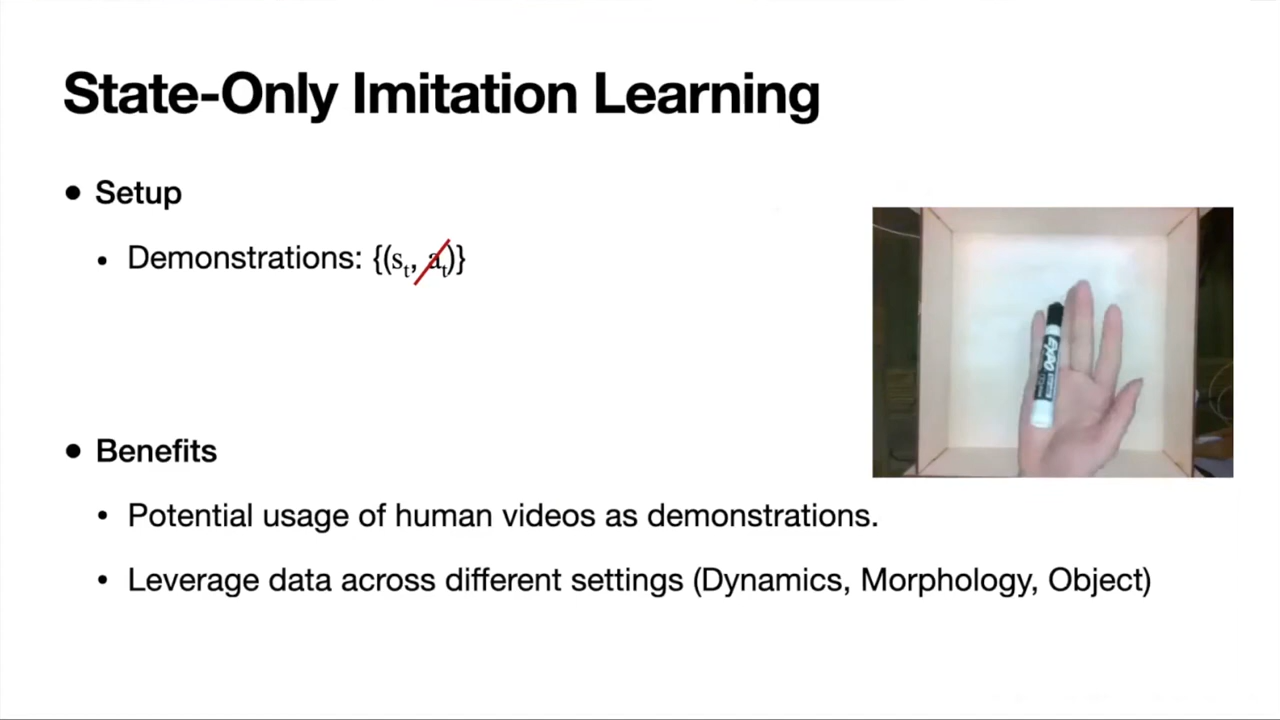 State-Only Imitation Learning
● Setup
• Demonstrations: {(sₜ, aₜ)}
EXPO
● Benefits
• Potential usage of human videos as demonstrations.
• Leverage data across different settings (Dynamics, Morphology, Object)